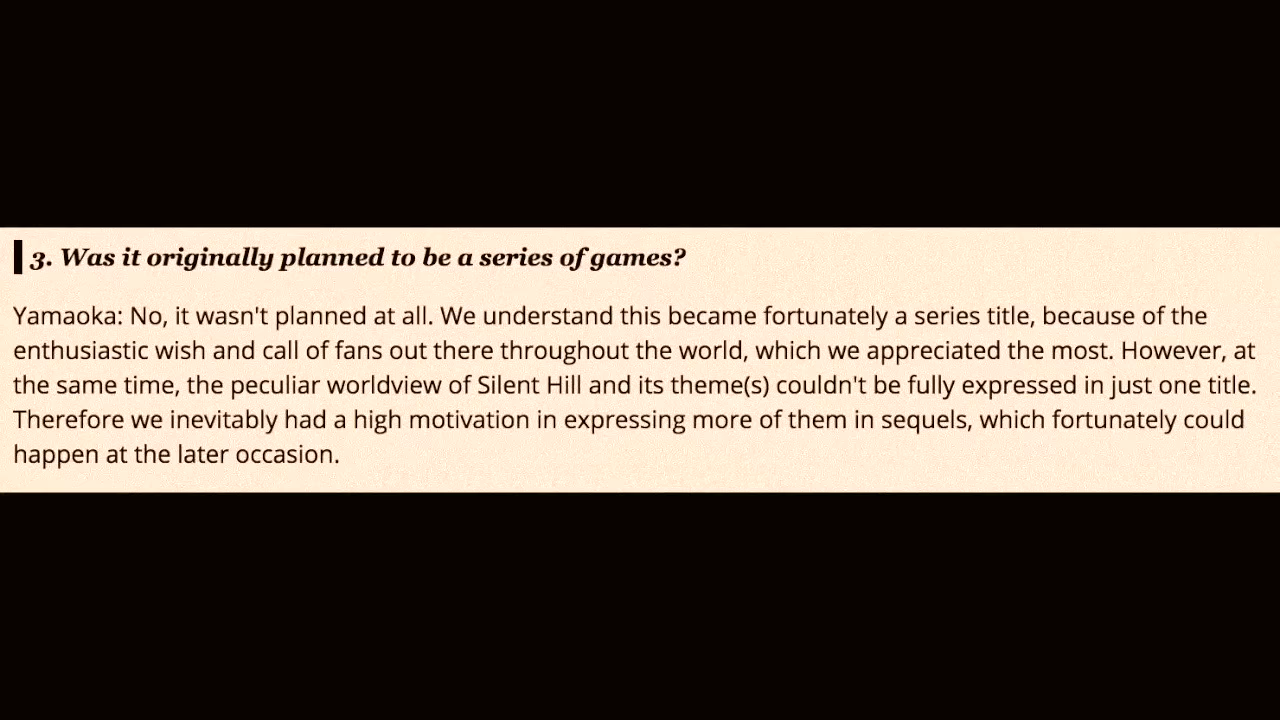 3. Was it originally planned to be a series of games?
Yamaoka: No, it wasn't planned at all. We understand this became fortunately a series title, because of the
enthusiastic wish and call of fans out there throughout the world, which we appreciated the most. However, at
the same time, the peculiar worldview of Silent Hill and its theme(s) couldn't be fully expressed in just one title.
Therefore we inevitably had a high motivation in expressing more of them in sequels, which fortunately could
happen at the later occasion.